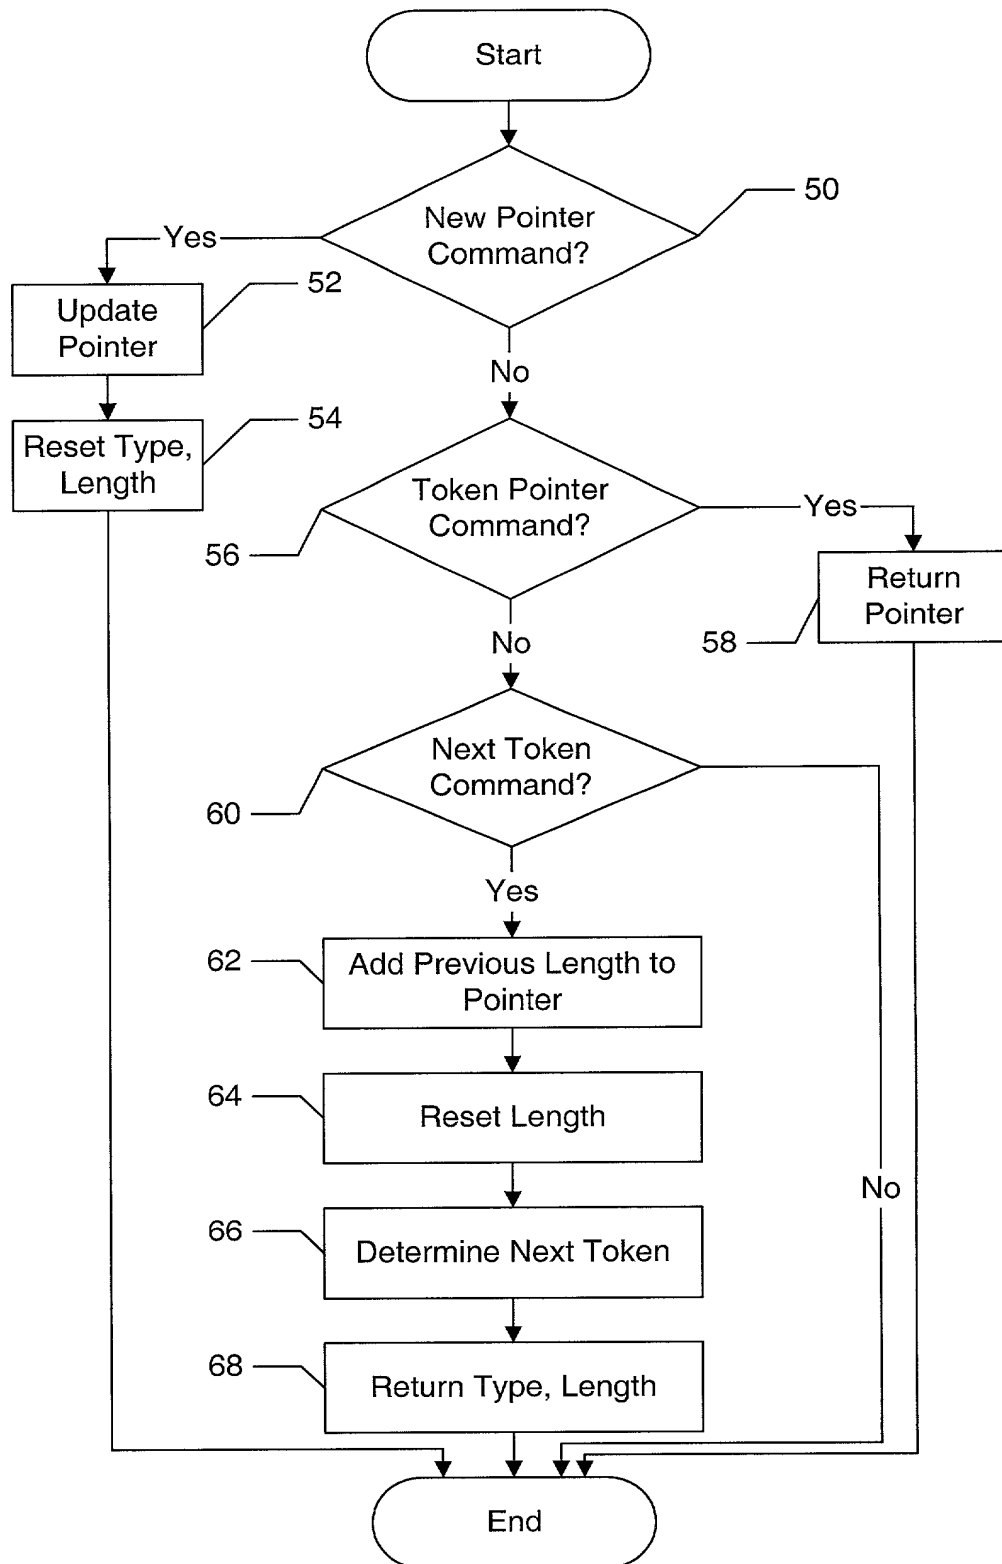 Start
New Pointer
Command?
50
Yes
Update
Pointer
52
No
Reset Type,
Length
54
Token Pointer
Command?
56
Yes
Return
Pointer
58
No
Next Token
Command?
60
Yes
Add Previous Length to
Pointer
62
Reset Length
64
No
Determine Next Token
66
Return Type, Length
68
End